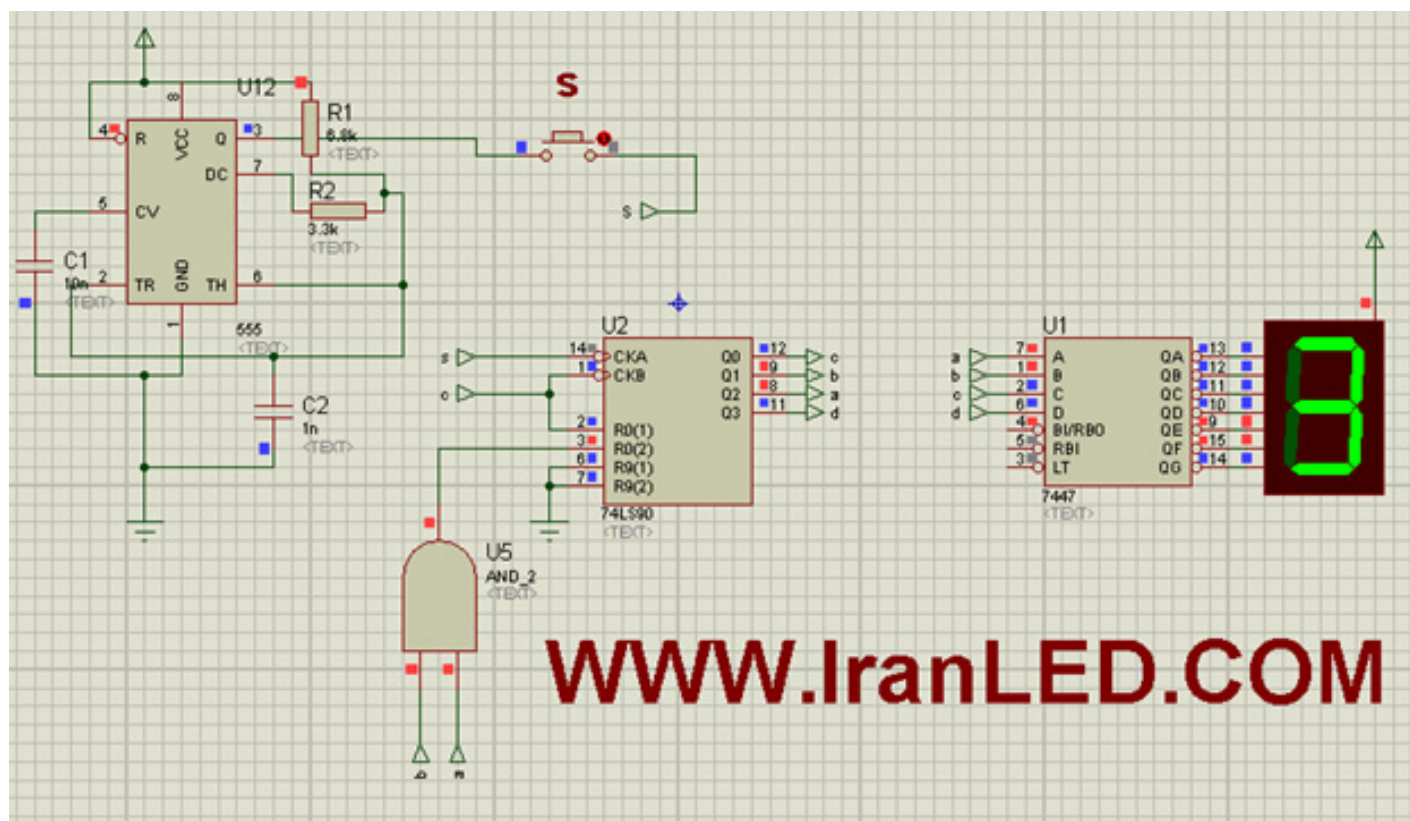 U12
R1
6.8k
<TEXT>
S
4
R
VCC
8
Q
3
DC
7
R2
3.3k
<TEXT>
5
CV
S
C1
10n
<TEXT>
2
TR
GND
TH
6
1
555
<TEXT>
C2
1n
<TEXT>
U2
s
14
CKA
Q0
12
c
c
1
CKB
Q1
9
b
Q2
8
a
Q3
11
d
2
R0(1)
3
R0(2)
6
R9(1)
7
R9(2)
74LS90
<TEXT>
U1
a
7
A
QA
13
b
1
B
QB
12
c
2
C
QC
11
d
6
D
QD
10
4
BI/RBO
QE
9
5
RBI
QF
15
3
LT
QG
14
7447
<TEXT>
3
U5
AND_2
<TEXT>
b
a
WWW.IranLED.COM